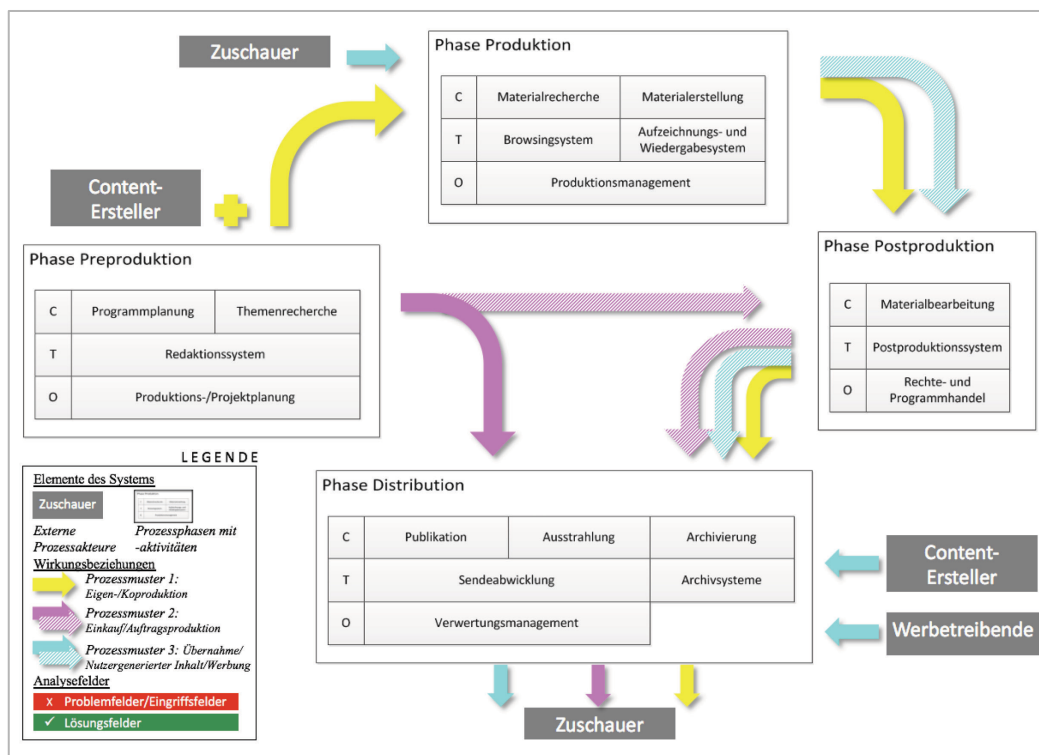 Zuschauer
Phase Produktion
C
Materialrecherche
Materialerstellung
T
Browsingsystem
Aufzeichnungs- und
Wiedergabesystem
O
Produktionsmanagement
Content-
Ersteller
Phase Preproduktion
C
Programmplanung
Themenrecherche
T
Redaktionssystem
O
Produktions-/Projektplanung
Phase Postproduktion
C
Materialbearbeitung
T
Postproduktionssystem
O
Rechte- und
Programmhandel
Phase Distribution
C
Publikation
Ausstrahlung
Archivierung
T
Sendeabwicklung
Archivsysteme
O
Verwertungsmanagement
Content-
Ersteller
Werbetreibende
Zuschauer
LEGENDE
Elemente des Systems
Zuschauer
Externe
Prozessakteure
Prozessphasen mit
-aktivitäten
Wirkungsbeziehungen
Prozessmuster 1:
Eigen-/Koproduktion
Prozessmuster 2:
Einkauf/Auftragsproduktion
Prozessmuster 3: Übernahme/
Nutzergenerierter Inhalt/Werbung
Analysefelder
x Problemfelder/Eingriffsfelder
✓ Lösungsfelder